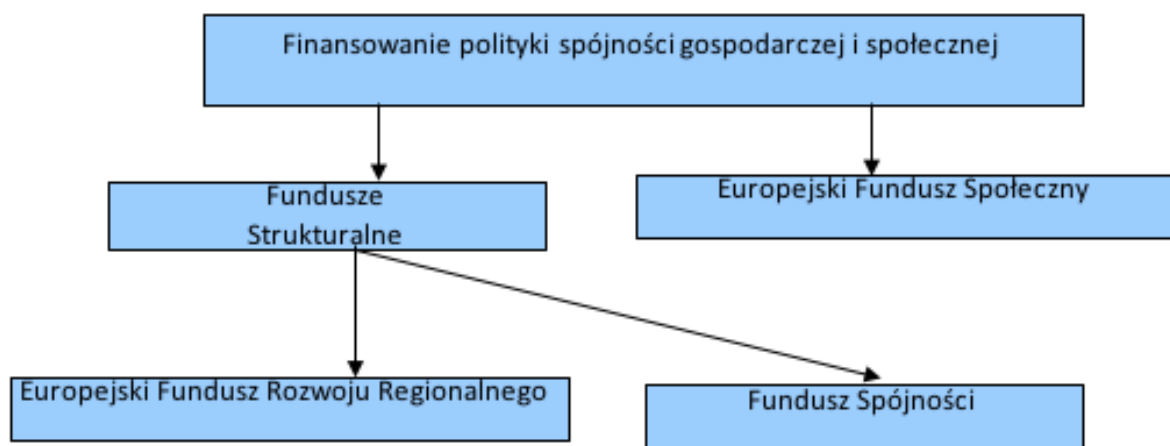 Finansowanie polityki spójności gospodarczej i społecznej
Fundusze
Strukturalne
Europejski Fundusz Społeczny
Europejski Fundusz Rozwoju Regionalnego
Fundusz Spójności